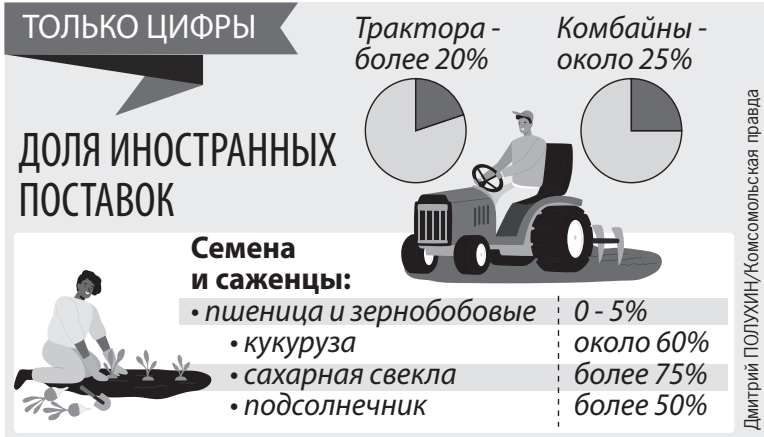 ТОЛЬКО ЦИФРЫ
ДОЛЯ ИНОСТРАННЫХ
ПОСТАВОК
Трактора -
более 20%
Комбайны -
около 25%
Семена
и саженцы:
• пшеница и зернобобовые 0 - 5%
• кукуруза около 60%
• сахарная свекла более 75%
• подсолнечник более 50%
Дмитрий ПОЛУХИН/Комсомольская правда